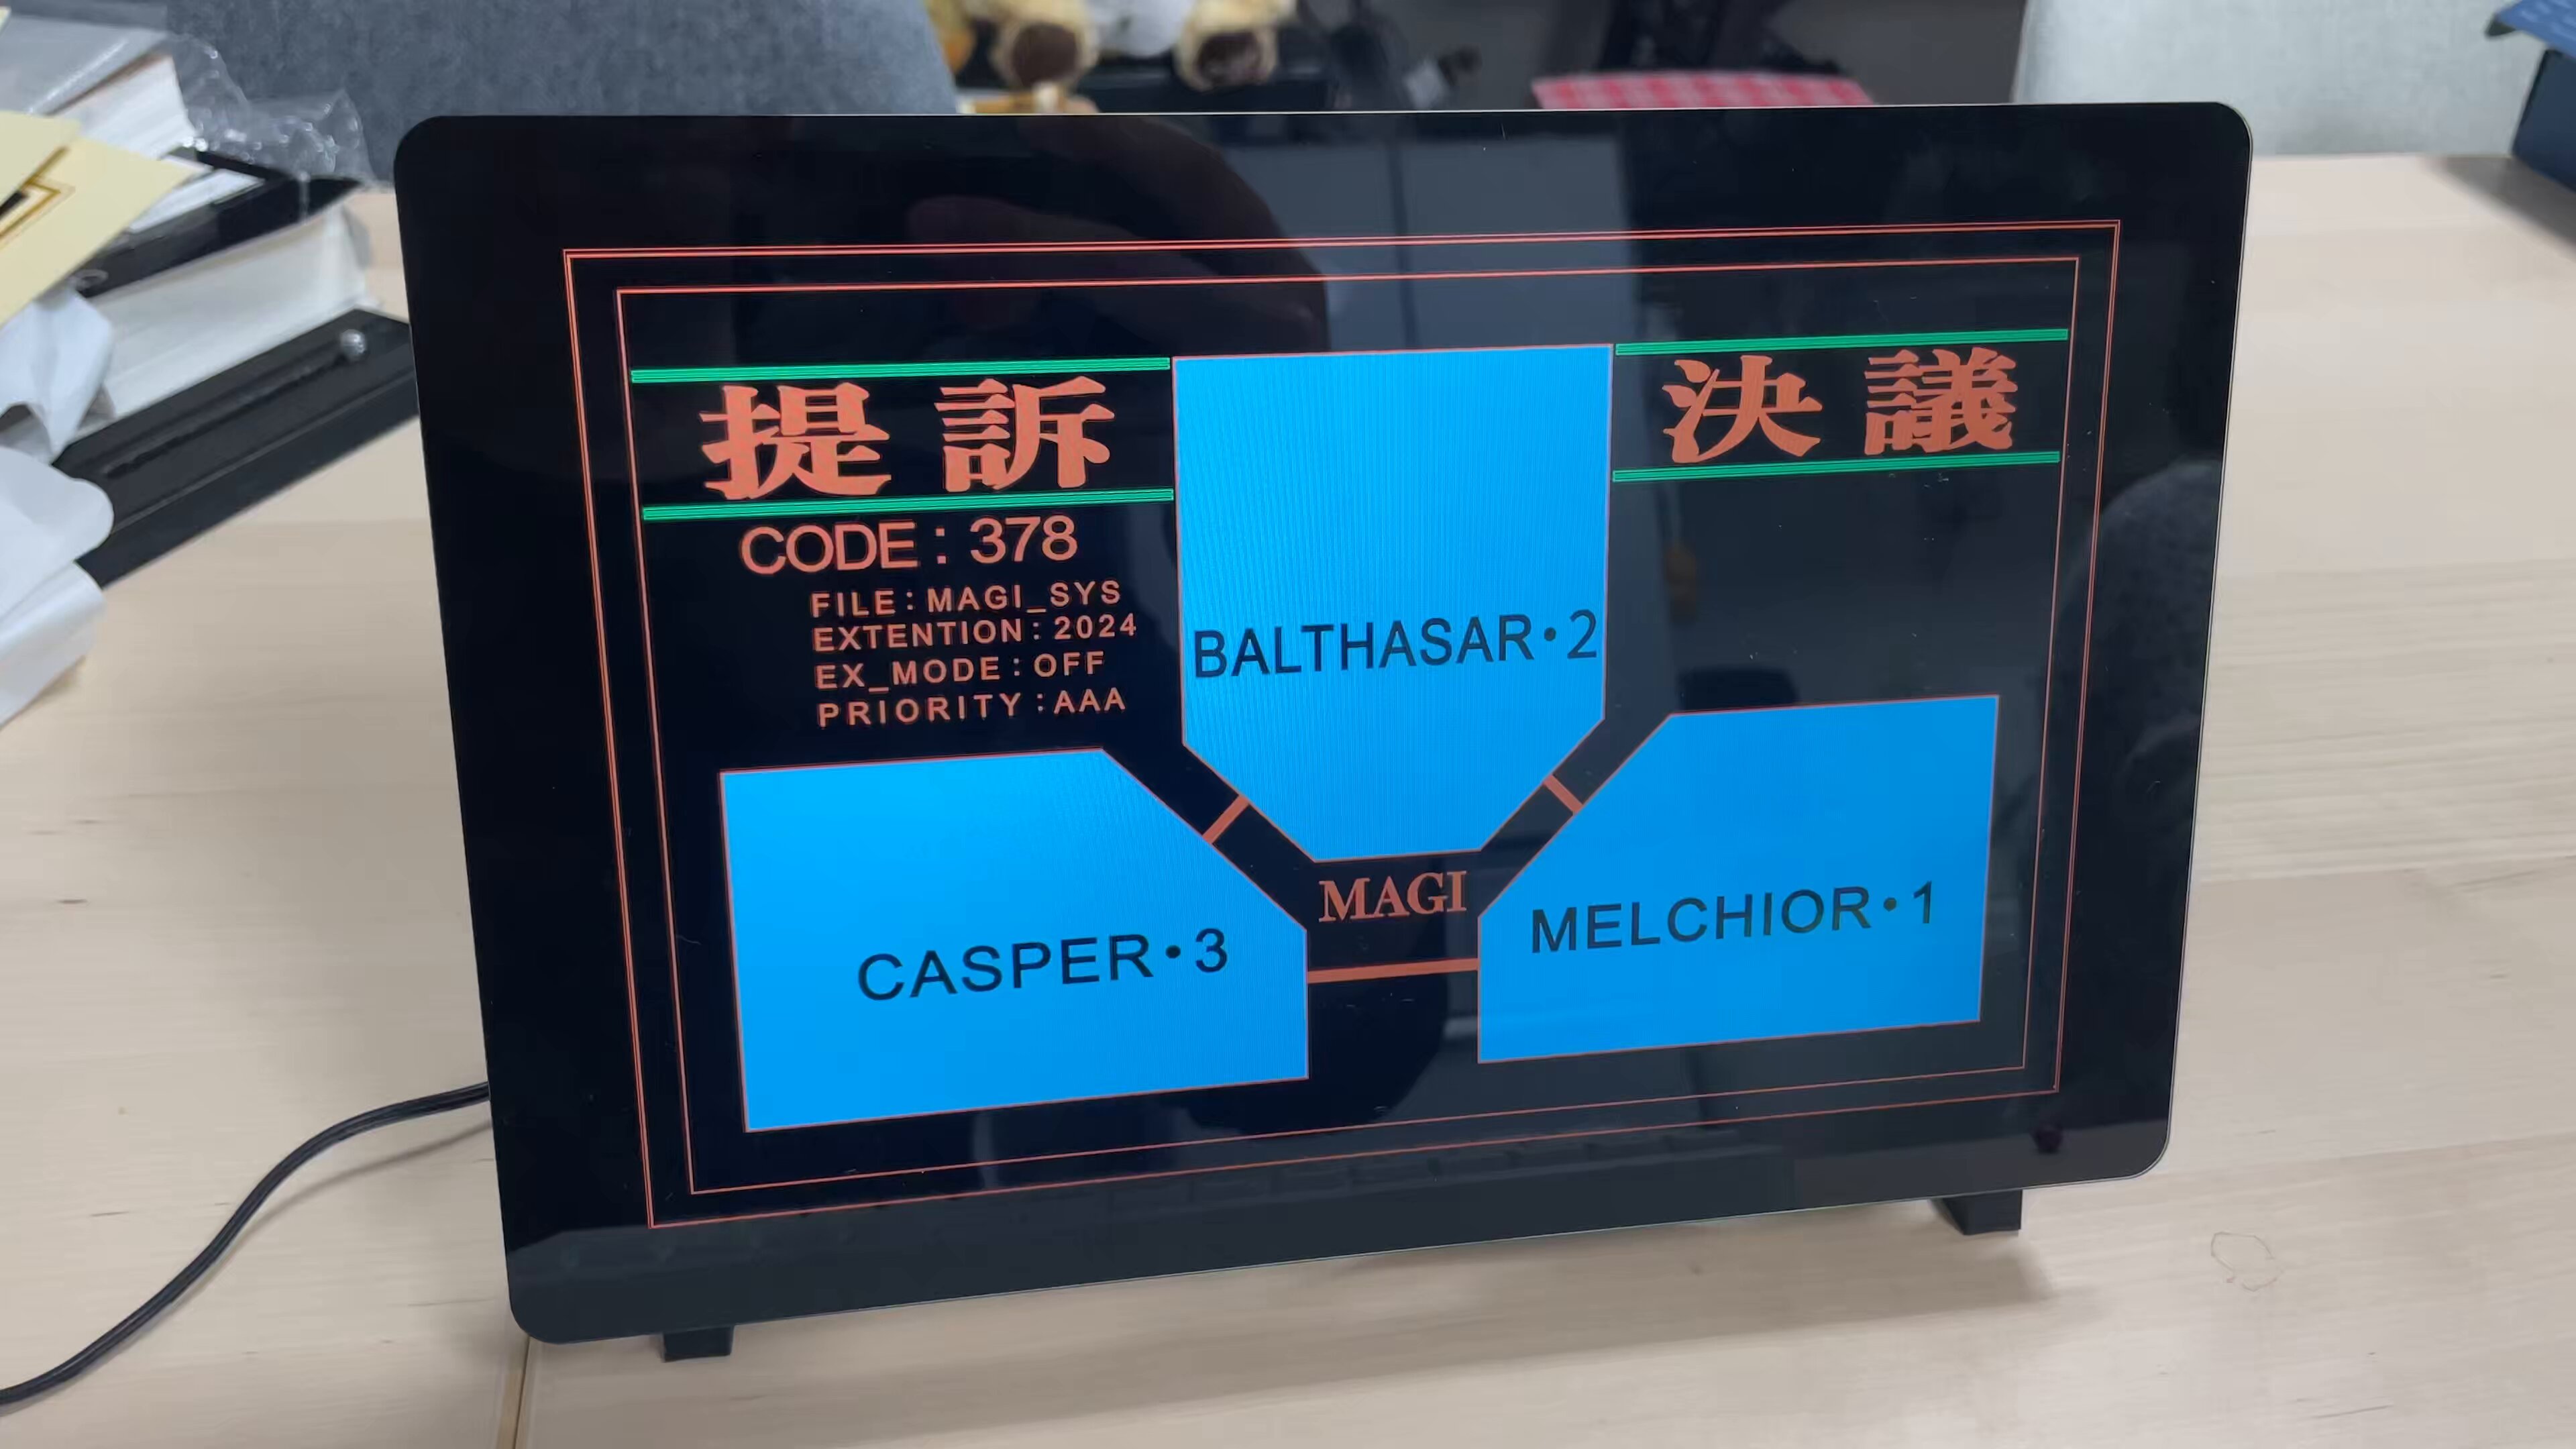 提訴
決議
CODE : 378
FILE : MAGI_SYS
EXTENTION : 2024
EX_MODE : OFF
PRIORITY : AAA
BALTHASAR・2
CASPER・3
MAGI
MELCHIOR・1